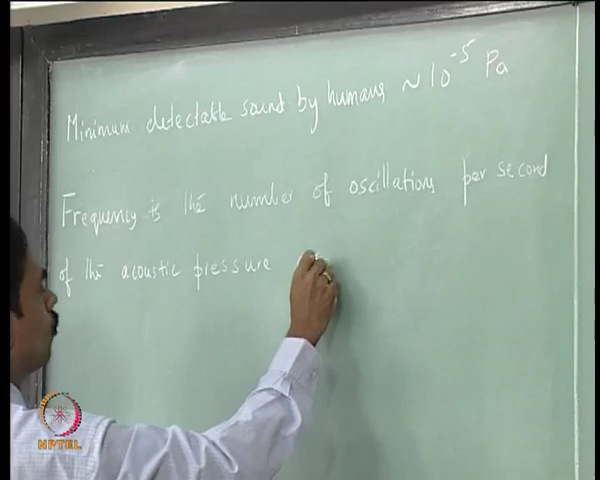 Minimum detectable sound by humans ~ 10⁻⁵ Pa
Frequency is the number of oscillations per second
of the acoustic pressure
NPTEL